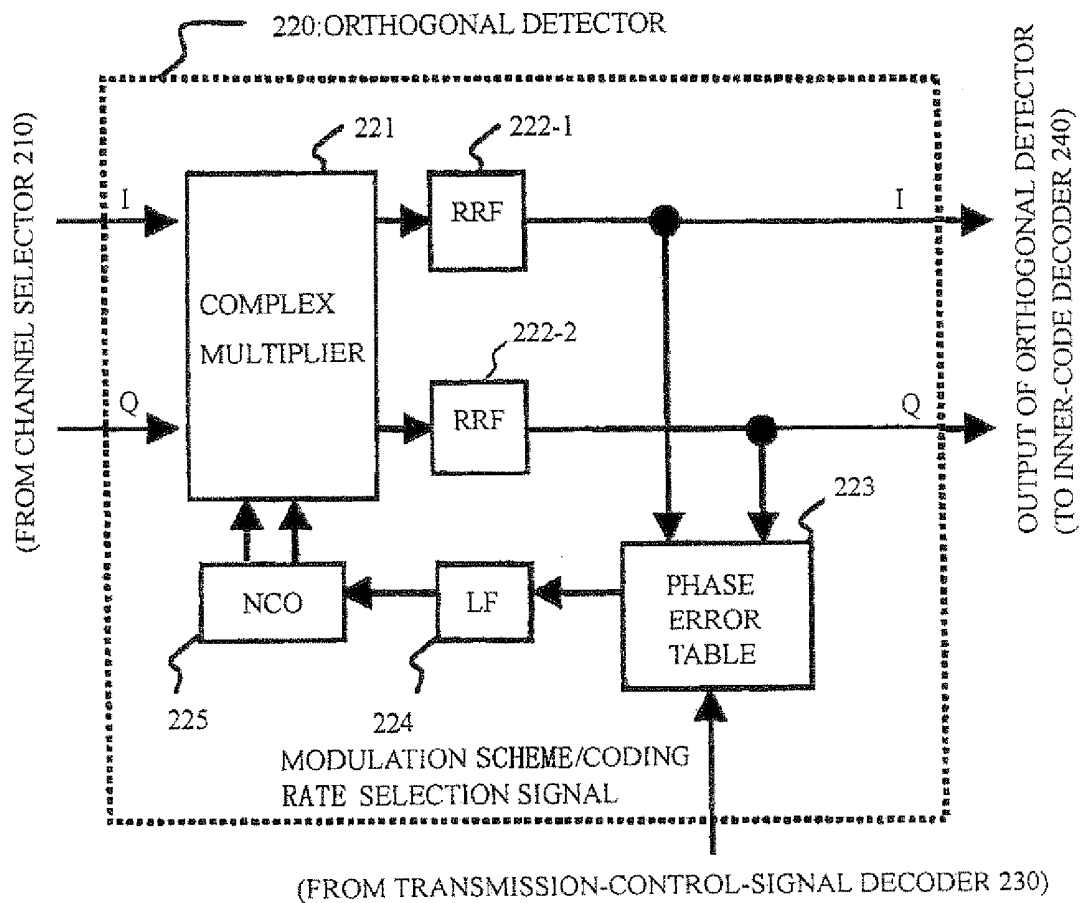 220:ORTHOGONAL DETECTOR
(FROM CHANNEL SELECTOR 210)
OUTPUT OF ORTHOGONAL DETECTOR
(TO INNER-CODE DECODER 240)
221
222-1
I
RRF
I
COMPLEX
MULTIPLIER
222-2
Q
RRF
Q
223
NCO
LF
PHASE
ERROR
TABLE
225
224
MODULATION SCHEME/CODING
RATE SELECTION SIGNAL
(FROM TRANSMISSION-CONTROL-SIGNAL DECODER 230)